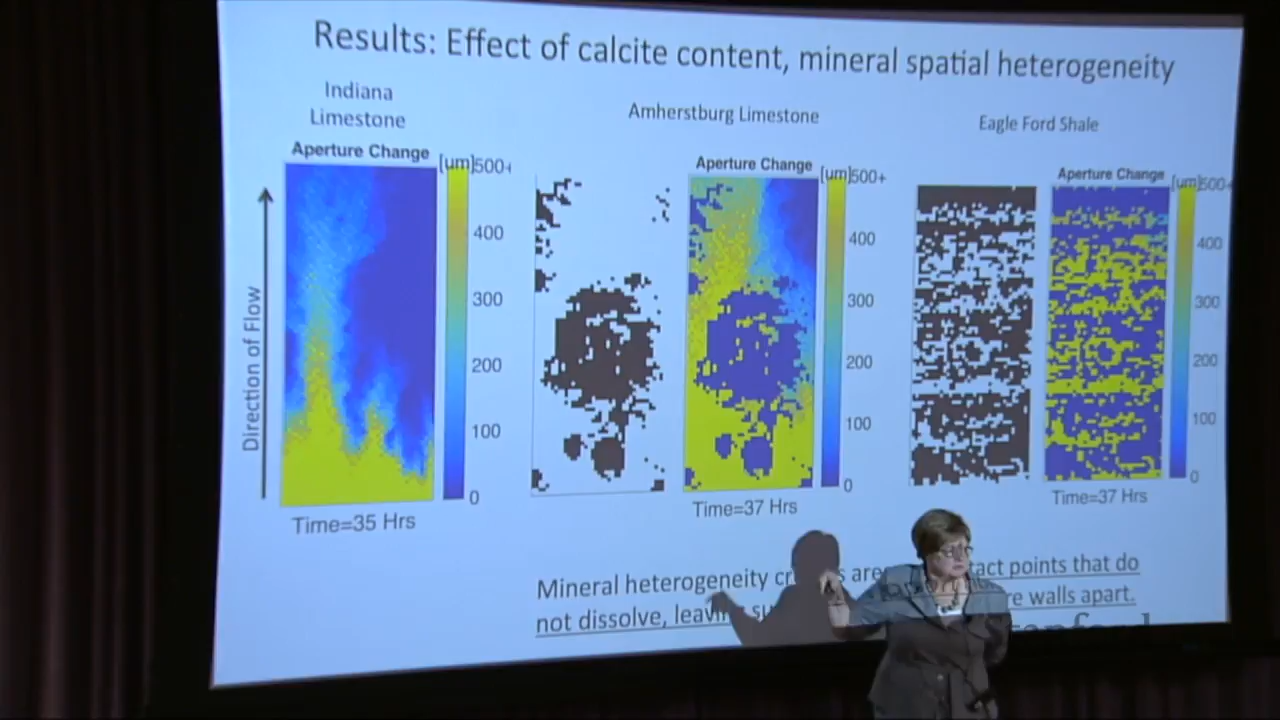 Results: Effect of calcite content, mineral spatial heterogeneity
Indiana
Limestone
Aperture Change
[um]500+
400
300
200
100
0
Direction of Flow
Time=35 Hrs
Amherstburg Limestone
Aperture Change
[um]500+
400
300
200
100
0
Time=37 Hrs
Eagle Ford Shale
Aperture Change
[um]500+
400
300
200
100
0
Time=37 Hrs
Mineral heterogeneity points that do
not dissolve, walls apart.